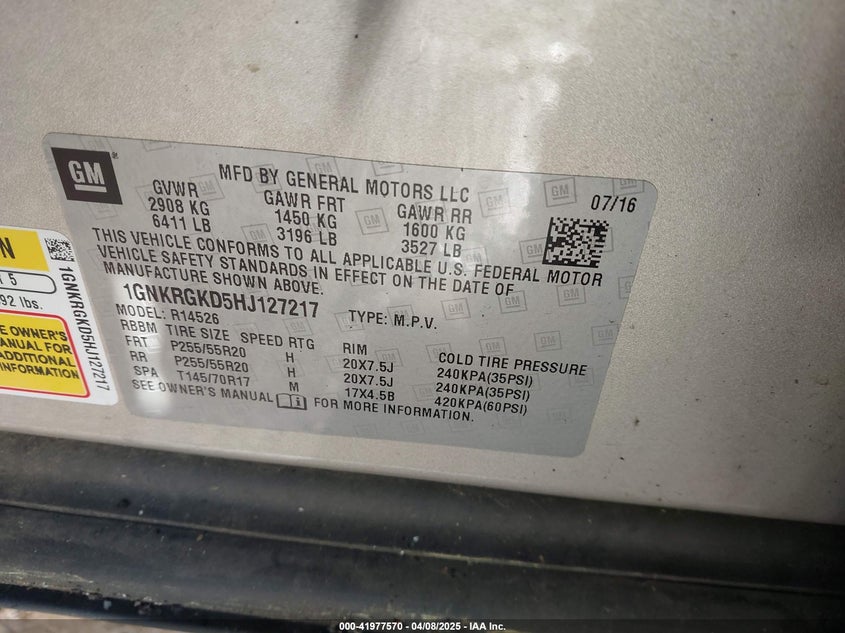 GM
MFD BY GENERAL MOTORS LLC
07/16
GVWR GAWR FRT GAWR RR
2908 KG 1450 KG 1600 KG
6411 LB 3196 LB 3527 LB
THIS VEHICLE CONFORMS TO ALL APPLICABLE U.S. FEDERAL MOTOR
VEHICLE SAFETY STANDARDS IN EFFECT ON THE DATE OF
MANUFACTURE SHOWN ABOVE.
1GNKRGKD5HJ127217 TYPE: M.P.V.
MODEL: R14526
RBBM TIRE SIZE SPEED RTG RIM COLD TIRE PRESSURE
FRT P255/55R20 H 20X7.5J 240KPA(35PSI)
RR P255/55R20 H 20X7.5J 240KPA(35PSI)
SPA T145/70R17 M 17X4.5B 420KPA(60PSI)
SEE OWNER'S MANUAL FOR MORE INFORMATION.
N
5
92 lbs.
OWNER'S
MANUAL FOR
ADDITIONAL
INFORMATION
1GNKRGKD5HJ127217
000-41977570 - 04/08/2025 - IAA Inc.